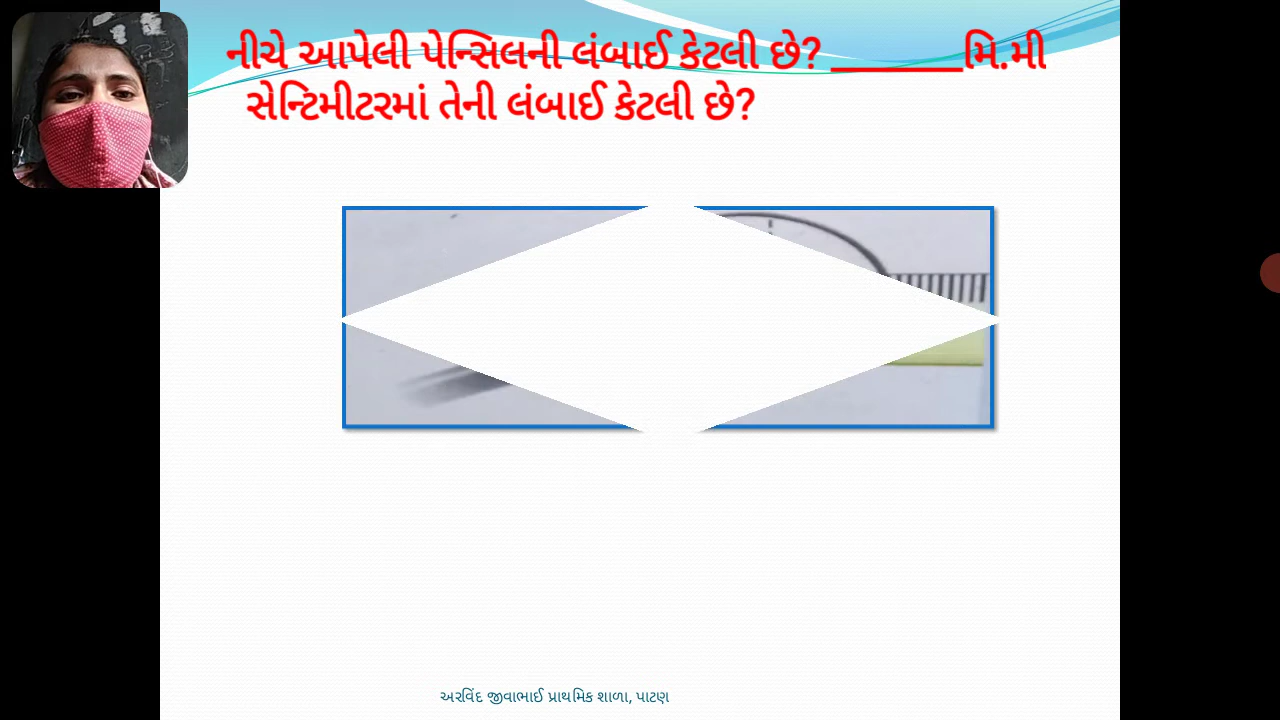 નીચે આપેલી પેન્સિલની લંબાઈ કેટલી છે? ______મિ.મી
સેન્ટિમીટરમાં તેની લંબાઈ કેટલી છે?
અરવિંદ જીવાભાઈ પ્રાથમિક શાળા, પાટણ